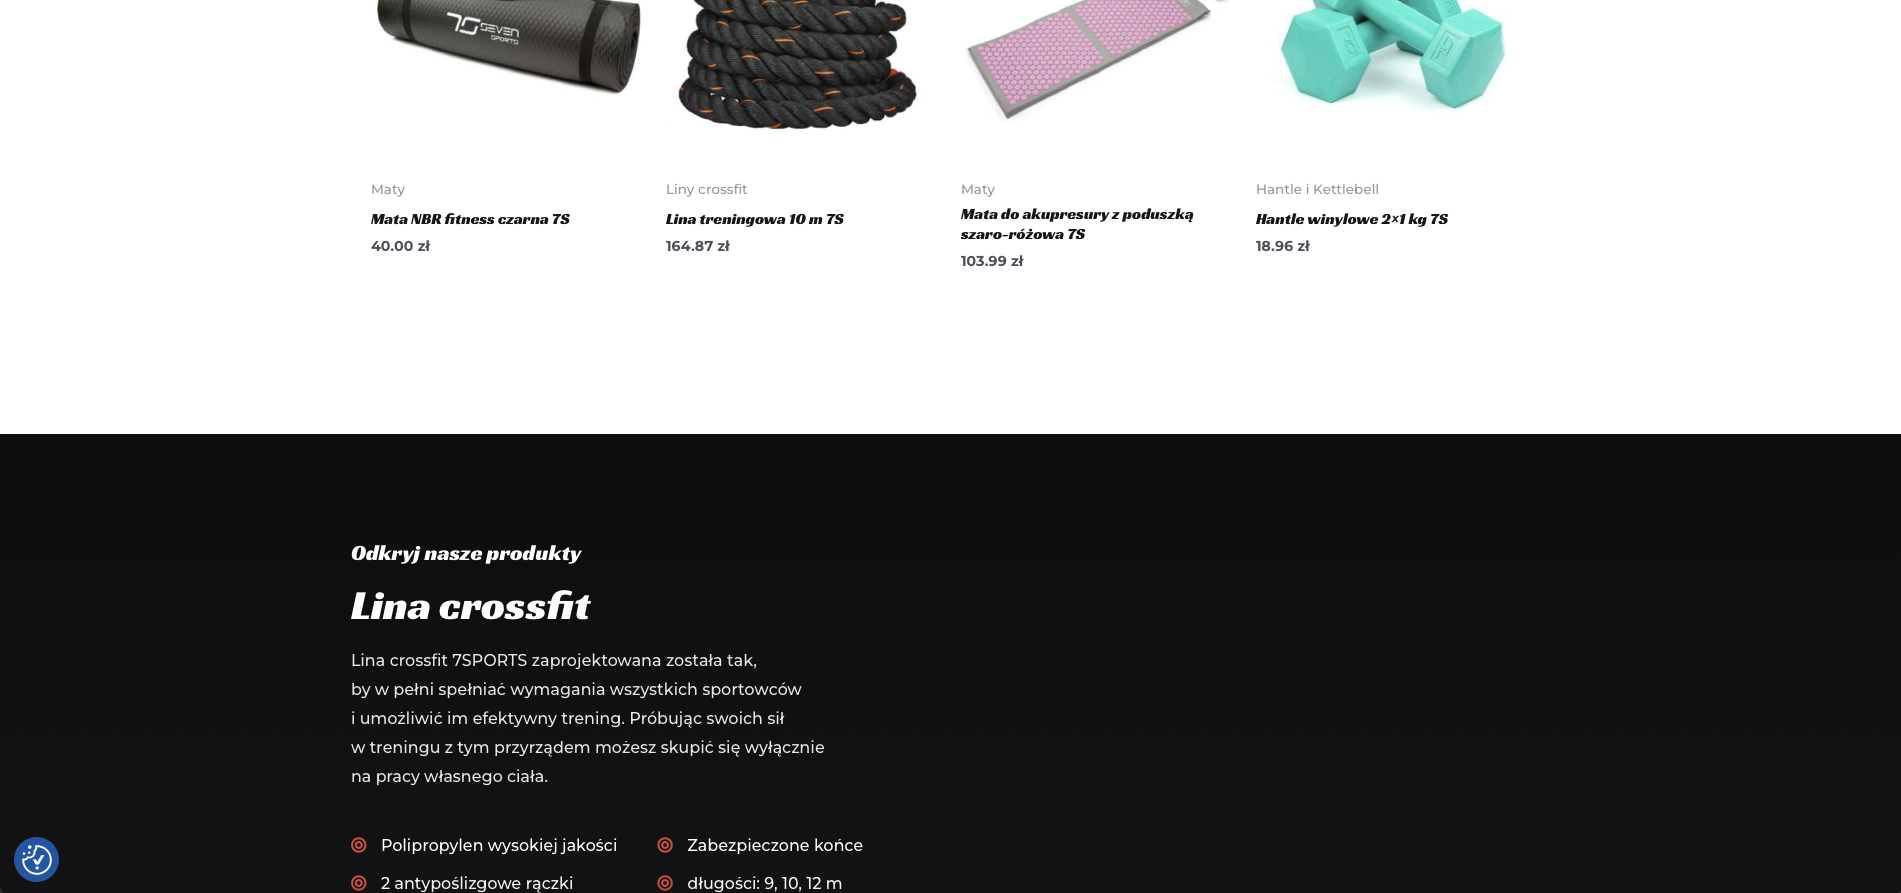 7S SEVEN
SPORTS
Maty
Mata NBR fitness czarna 7S
40.00 zł
Liny crossfit
Lina treningowa 10 m 7S
164.87 zł
Maty
Mata do akupresury z poduszką
szaro-różowa 7S
103.99 zł
Hantle i Kettlebell
Hantle winylowe 2×1 kg 7S
18.96 zł
Odkryj nasze produkty
Lina crossfit
Lina crossfit 7SPORTS zaprojektowana została tak,
by w pełni spełniać wymagania wszystkich sportowców
i umożliwić im efektywny trening. Próbując swoich sił
w treningu z tym przyrządem możesz skupić się wyłącznie
na pracy własnego ciała.
Polipropylen wysokiej jakości
Zabezpieczone końce
2 antypoślizgowe rączki
długości: 9, 10, 12 m